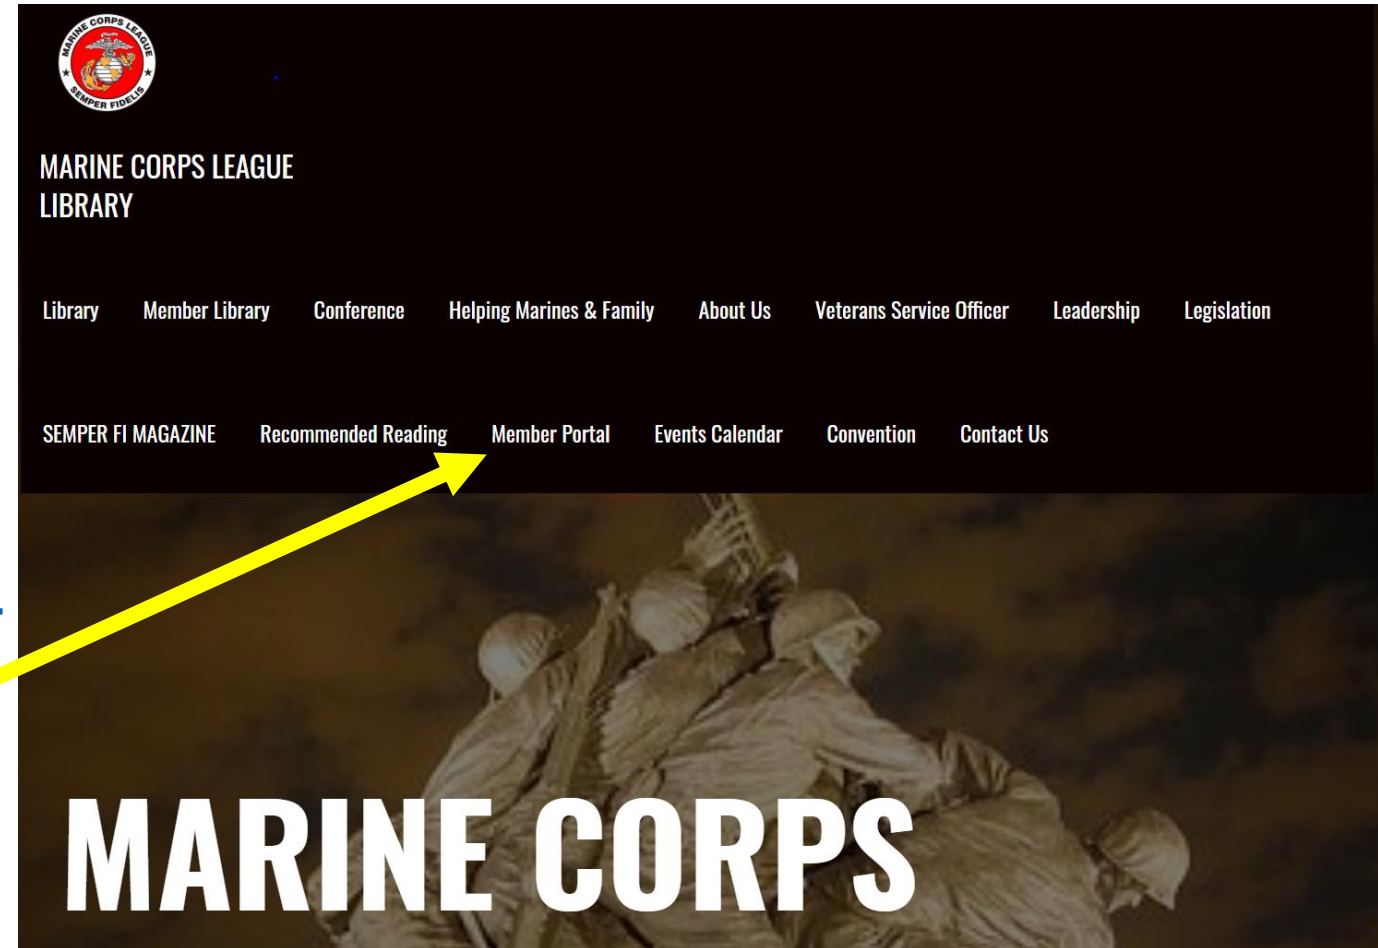 MARINE CORPS LEAGUE
SEMPER FIDELIS
MARINE CORPS LEAGUE
LIBRARY
Library Member Library Conference Helping Marines & Family About Us Veterans Service Officer Leadership Legislation
SEMPER FI MAGAZINE Recommended Reading Member Portal Events Calendar Convention Contact Us
MARINE CORPS